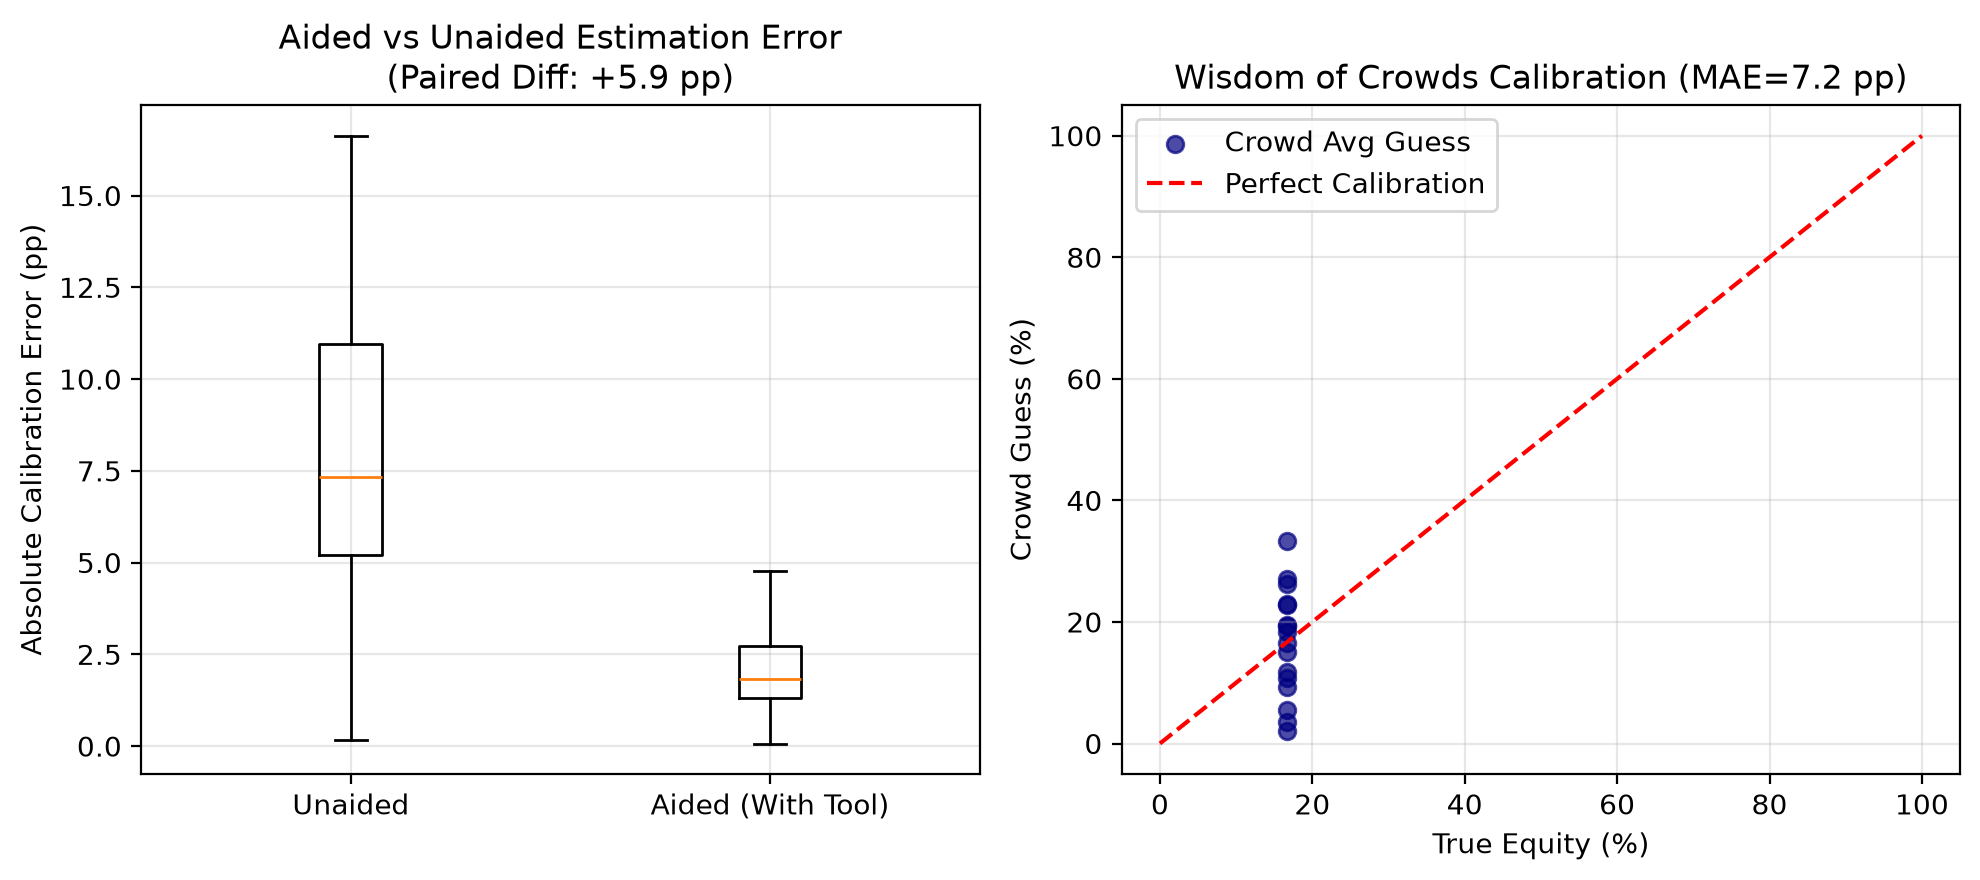 Aided vs Unaided Estimation Error
(Paired Diff: +5.9 pp)
Absolute Calibration Error (pp)
15.0
12.5
10.0
7.5
5.0
2.5
0.0
Unaided
Aided (With Tool)
Wisdom of Crowds Calibration (MAE=7.2 pp)
Crowd Avg Guess
Perfect Calibration
Crowd Guess (%)
100
80
60
40
20
0
0
20
40
60
80
100
True Equity (%)